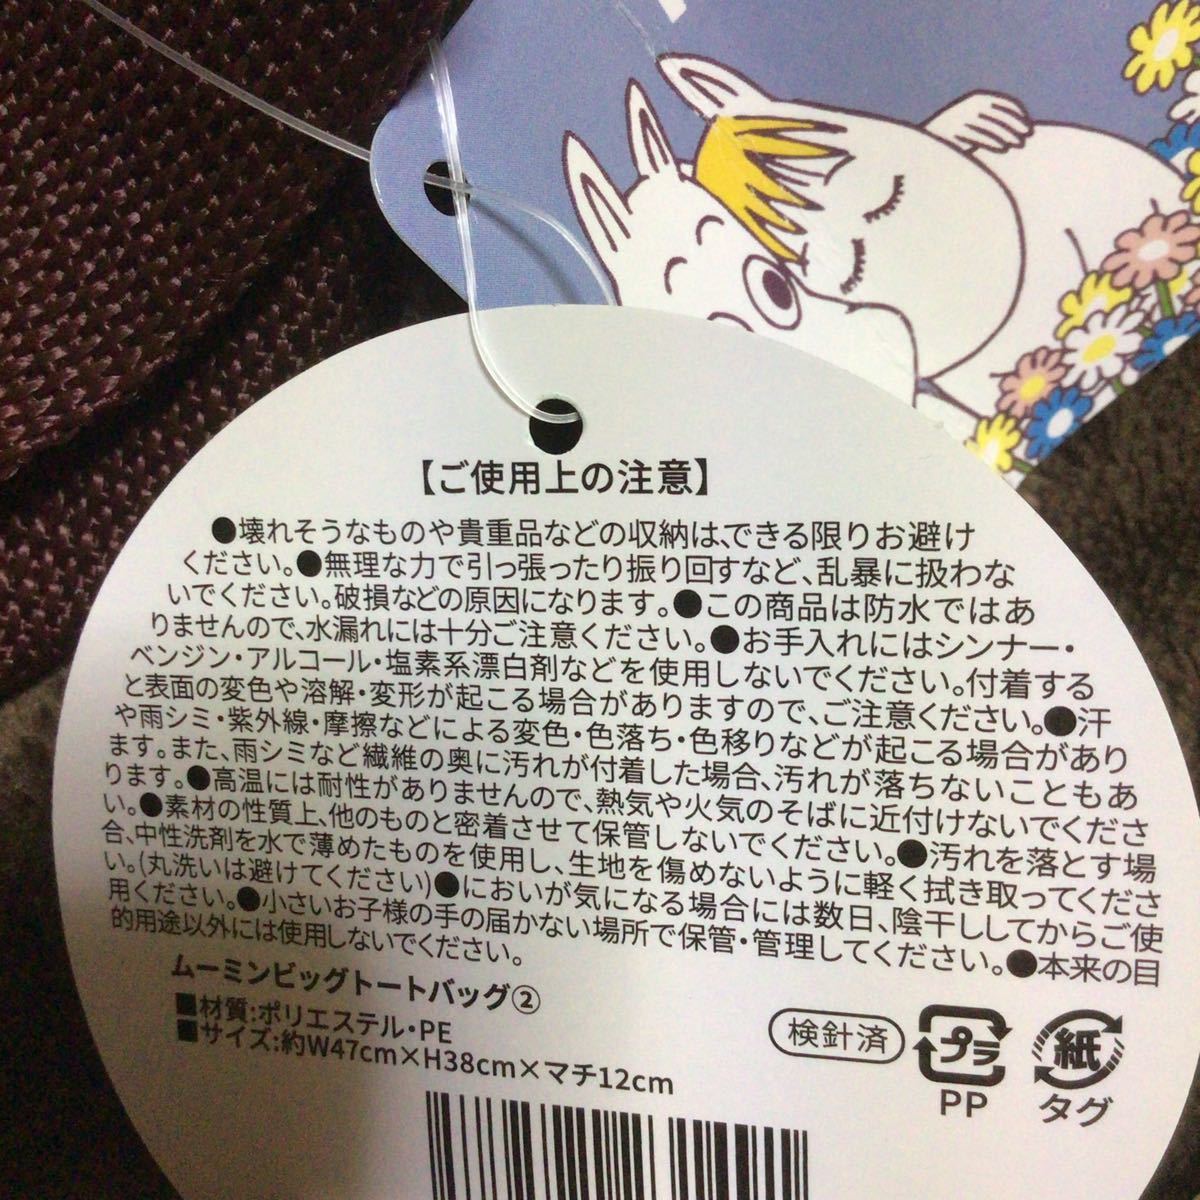 【ご使用上の注意】
●壊れそうなものや貴重品などの収納は、できる限りお避け
ください。●無理な力で引っ張ったり振り回すなど、乱暴に扱わな
いでください。破損などの原因になります。●この商品は防水ではあ
りませんので、水漏れには十分ご注意ください。●お手入れにはシンナー・
ベンジン・アルコール・塩素系漂白剤などを使用しないでください。付着する
と表面の変色や溶解・変形が起こる場合がありますので、ご注意ください。●汗
や雨シミ・紫外線・摩擦などによる変色・色落ち・色移りなどが起こる場合があり
ます。また、雨シミなど繊維の奥に汚れが付着した場合、汚れが落ちないこともあ
ります。●高温には耐性がありませんので、熱気や火気のそばに近付けないでくださ
い。●素材の性質上、他のものと密着させて保管しないでください。●汚れを落とす場
合、中性洗剤を水で薄めたものを使用し、生地を傷めないように軽く拭き取ってくださ
い。(丸洗いは避けてください)●においが気になる場合には数日、陰干ししてからご使
用ください。●小さいお子様の手の届かない場所で保管・管理してください。●本来の目
的用途以外には使用しないでください。
ムーミンビッグトートバッグ②
■材質:ポリエステル・PE
■サイズ:約W47cm×H38cm×マチ12cm
検針済
プラ
PP
紙
タグ